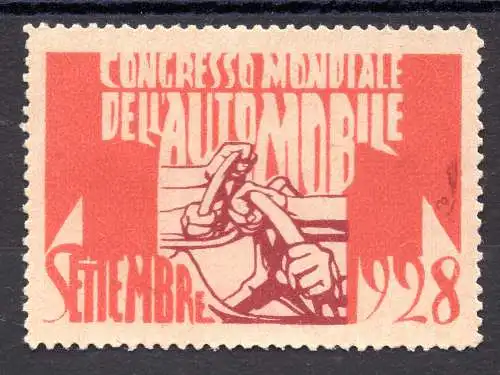 CONGRESSO MONDIALE
DELL'AUTOMOBILE
SETTEMBRE 1928